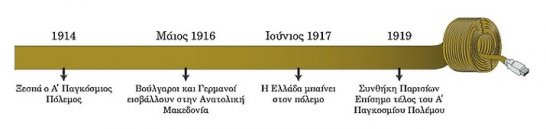 1914
Μάιος 1916
Ιούνιος 1917
1919
Ξεσπά ο Α' Παγκόσμιος
Πόλεμος
Βούλγαροι και Γερμανοί
εισβάλλουν στην Ανατολική
Μακεδονία
Η Ελλάδα μπαίνει
στον πόλεμο
Συνθήκη Παρισίων
Επίσημο τέλος του Α'
Παγκοσμίου Πολέμου